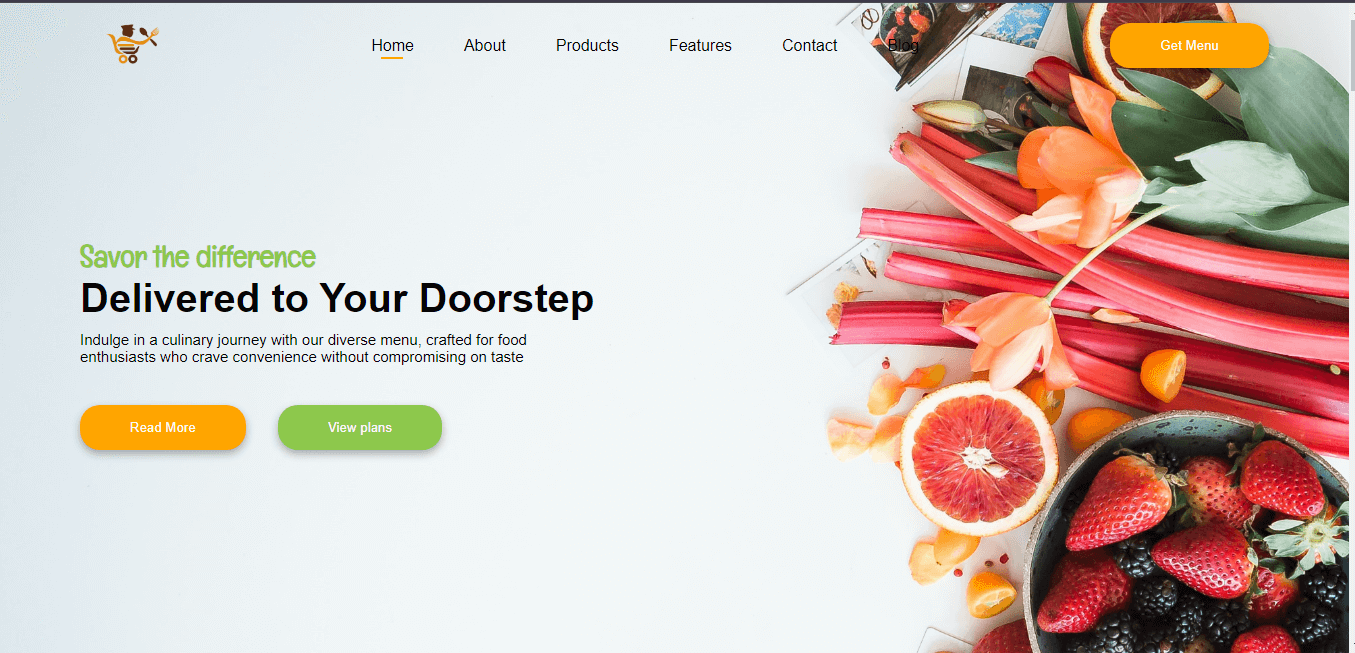 Home About Products Features Contact Blog Get Menu
Savor the difference
Delivered to Your Doorstep
Indulge in a culinary journey with our diverse menu, crafted for food
enthusiasts who crave convenience without compromising on taste
Read More View plans